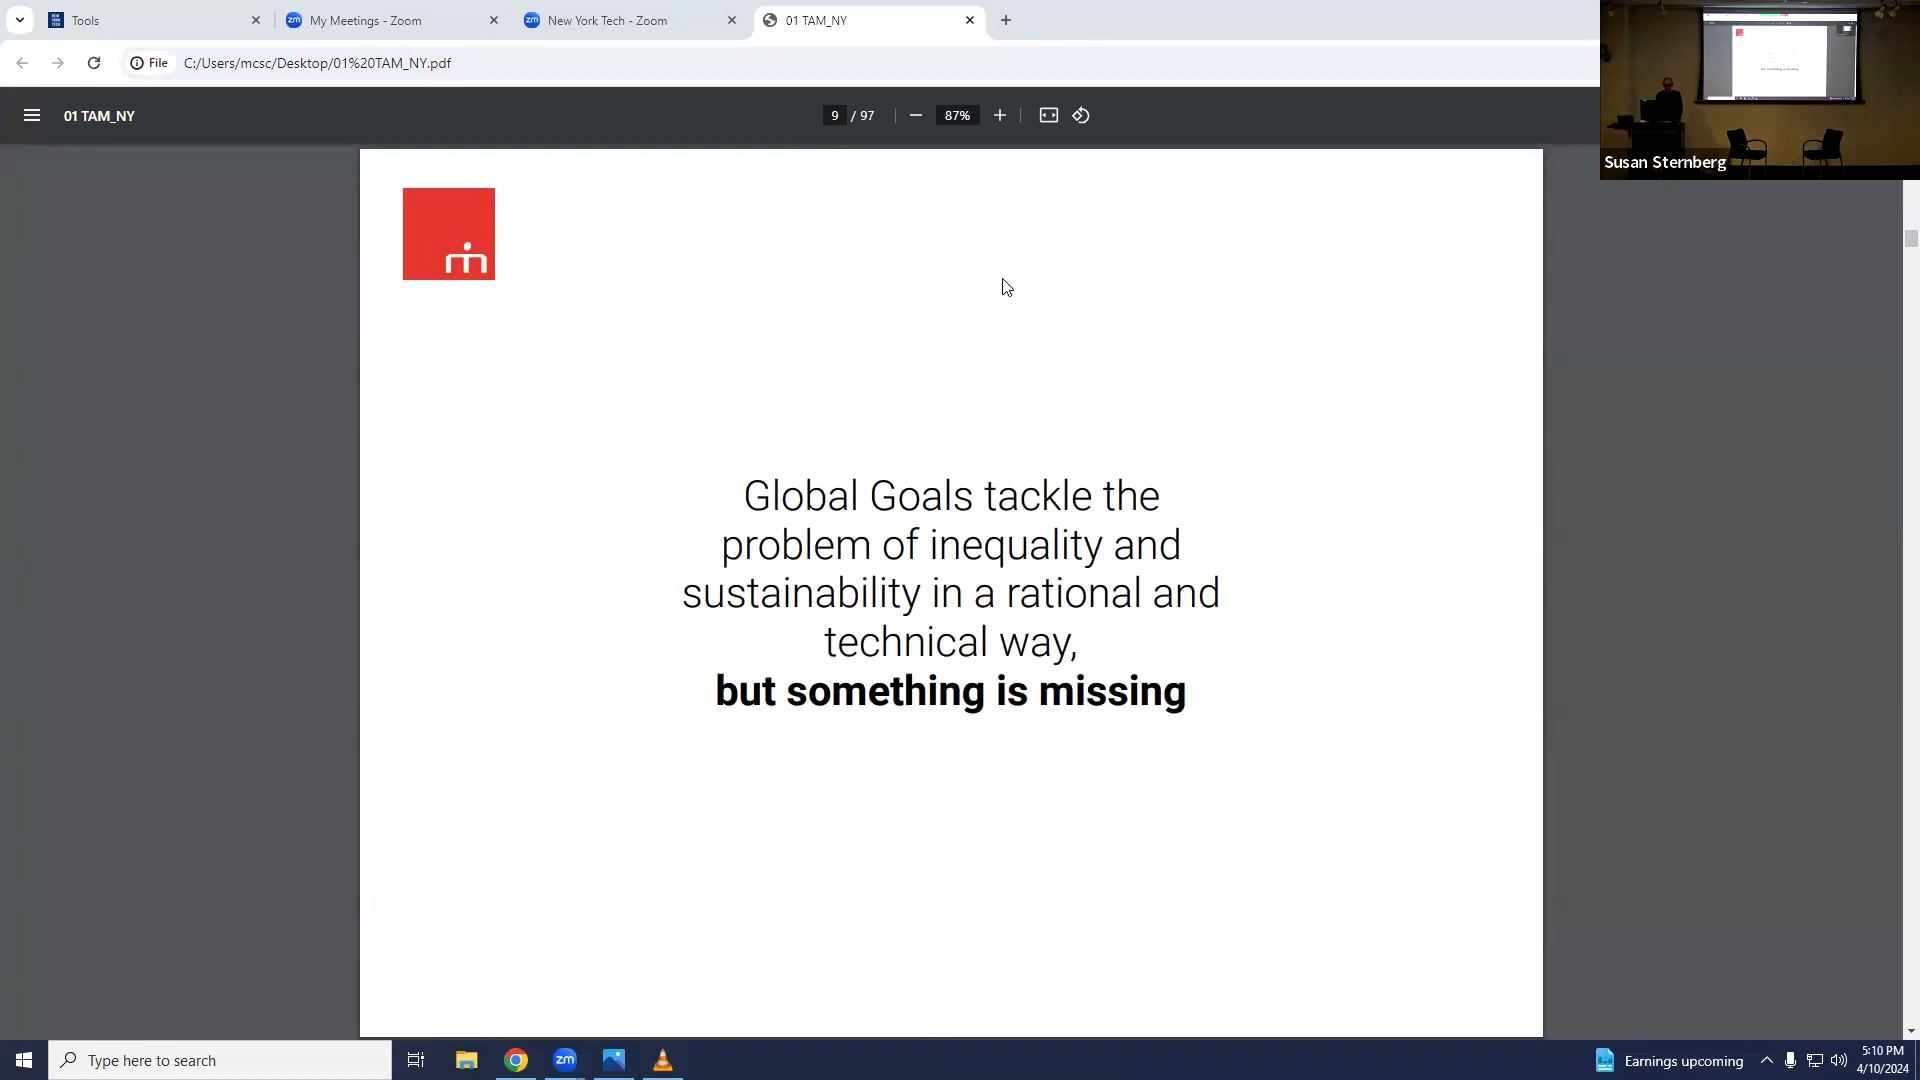 Tools
My Meetings - Zoom
New York Tech - Zoom
01 TAM_NY
File
C:/Users/mcsc/Desktop/01%20TAM_NY.pdf
01 TAM_NY
9 / 97
87%
Susan Sternberg
Global Goals tackle the
problem of inequality and
sustainability in a rational and
technical way,
but something is missing
Type here to search
zm
Earnings upcoming
5:10 PM
4/10/2024